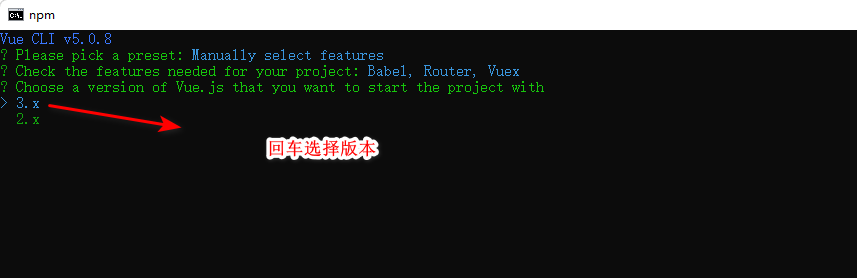 npm
Vue CLI v5.0.8
? Please pick a preset: Manually select features
? Check the features needed for your project: Babel, Router, Vuex
? Choose a version of Vue.js that you want to start the project with
> 3.x
2.x
回车选择版本